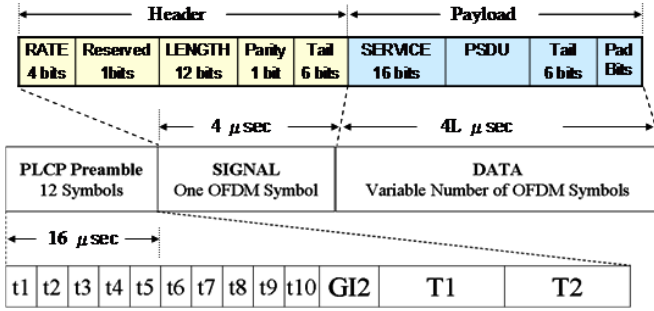 Header Payload
RATE Reserved LENGTH Parity Tail SERVICE PSDU Tail Pad
4 bits 1bits 12 bits 1 bit 6 bits 16 bits 6 bits Bits
4 μsec 4L μsec
PLCP Preamble SIGNAL DATA
12 Symbols One OFDM Symbol Variable Number of OFDM Symbols
16 μsec
t1 t2 t3 t4 t5 t6 t7 t8 t9 t10 GI2 T1 T2